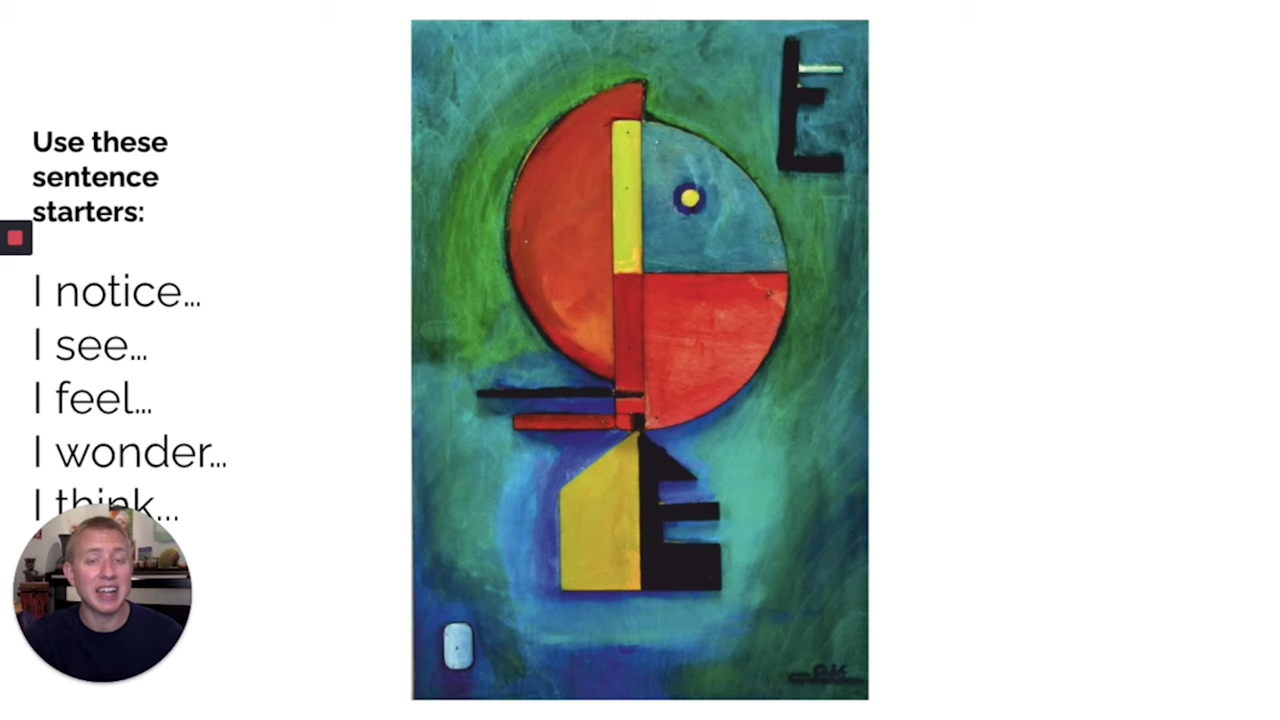 Use these
sentence
starters:
I notice...
I see...
I feel...
I wonder...
I think...
E